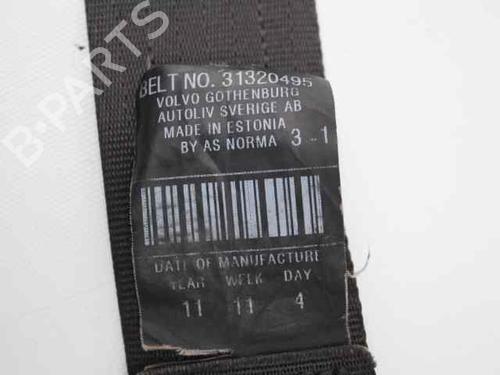 BELT NO. 31320495
VOLVO GOTHENBURG
AUTOLIV SVERIGE AB
MADE IN ESTONIA
BY AS NORMA 3-1
DATE OF MANUFACTURE
YEAR WEEK DAY
11 11 4
B-PARTS